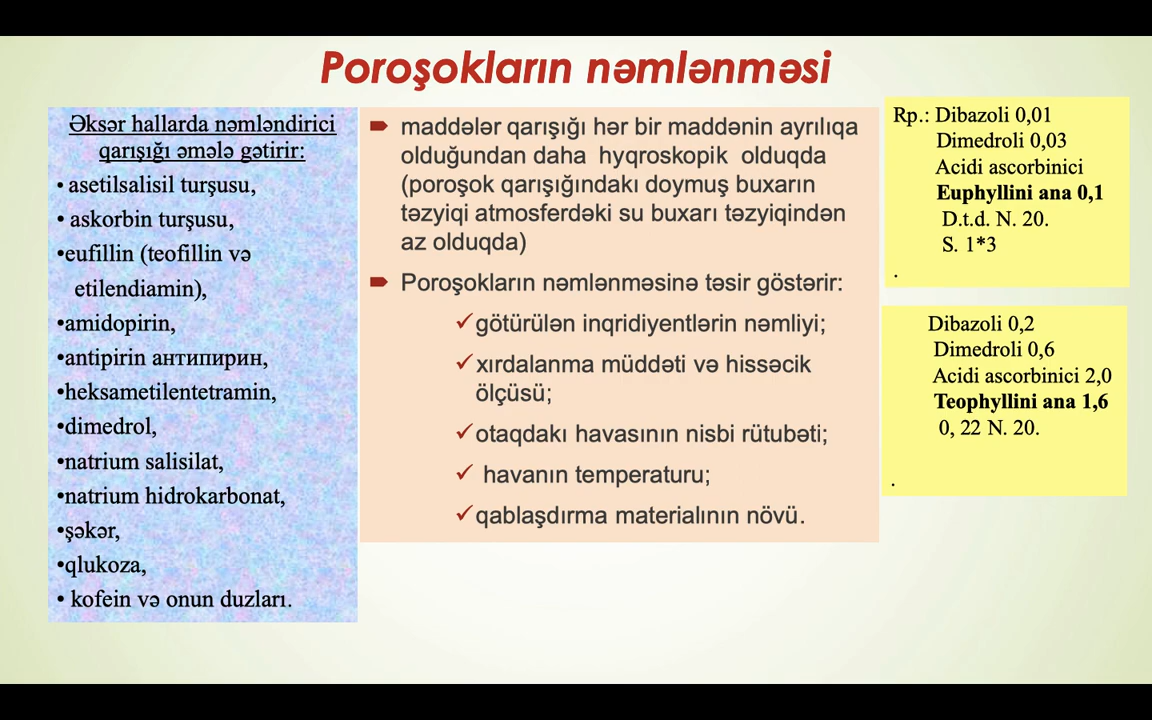 Poroşokların nəmlənməsi
Əksər hallarda nəmləndirici
qarışığı əmələ gətirir:
• asetilsalisil turşusu,
• askorbin turşusu,
•eufillin (teofillin və
etilendiamin),
•amidopirin,
•antipirin антипирин,
•heksametilentetramin,
•dimedrol,
•natrium salisilat,
•natrium hidrokarbonat,
•şəkər,
•qlukoza,
• kofein və onun duzları.
maddələr qarışığı hər bir maddənin ayrılıqa
olduğundan daha hyqroskopik olduqda
(poroşok qarışığındakı doymuş buxarın
təzyiqi atmosferdəki su buxarı təzyiqindən
az olduqda)
Poroşokların nəmlənməsinə təsir göstərir:
✓götürülən inqridiyentlərin nəmliyi;
✓xırdalanma müddəti və hissəcik
ölçüsü;
✓otaqdakı havasının nisbi rütubəti;
✓ havanın temperaturu;
✓qablaşdırma materialının növü.
Rp.: Dibazoli 0,01
Dimedroli 0,03
Acidi ascorbinici
Euphyllini ana 0,1
D.t.d. N. 20.
S. 1*3
.
Dibazoli 0,2
Dimedroli 0,6
Acidi ascorbinici 2,0
Teophyllini ana 1,6
0, 22 N. 20.
.